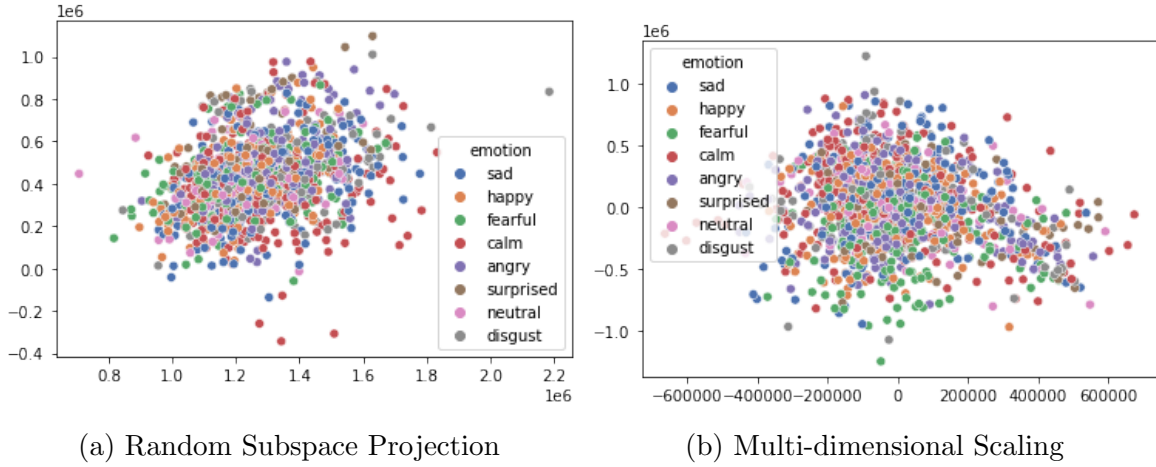 1e6
1.0
0.8
0.6
0.4
0.2
0.0
−0.2
−0.4
0.8 1.0 1.2 1.4 1.6 1.8 2.0 2.2
1e6
emotion
sad
happy
fearful
calm
angry
surprised
neutral
disgust
(a) Random Subspace Projection
1e6
1.0
0.5
0.0
−0.5
−1.0
−600000 −400000 −200000 0 200000 400000 600000
emotion
sad
happy
fearful
calm
angry
surprised
neutral
disgust
(b) Multi-dimensional Scaling